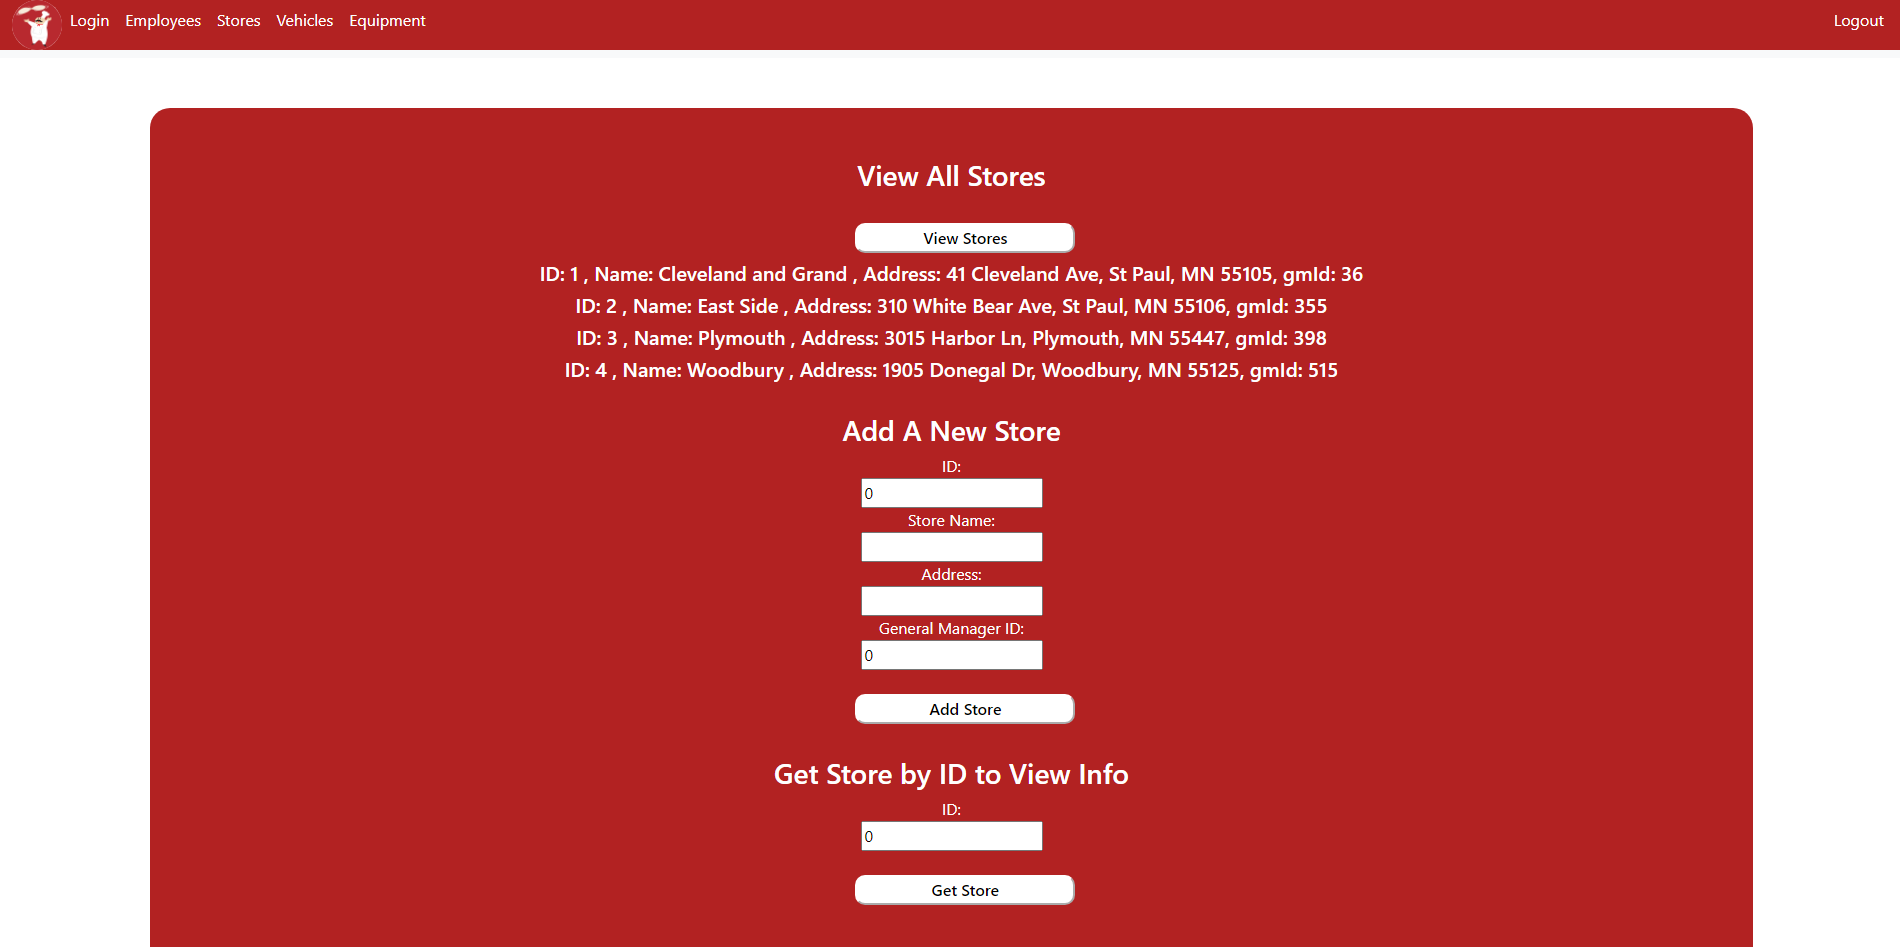 Login Employees Stores Vehicles Equipment Logout
View All Stores
View Stores
ID: 1 , Name: Cleveland and Grand , Address: 41 Cleveland Ave, St Paul, MN 55105, gmId: 36
ID: 2 , Name: East Side , Address: 310 White Bear Ave, St Paul, MN 55106, gmId: 355
ID: 3 , Name: Plymouth , Address: 3015 Harbor Ln, Plymouth, MN 55447, gmId: 398
ID: 4 , Name: Woodbury , Address: 1905 Donegal Dr, Woodbury, MN 55125, gmId: 515
Add A New Store
ID:
0
Store Name:
Address:
General Manager ID:
0
Add Store
Get Store by ID to View Info
ID:
0
Get Store